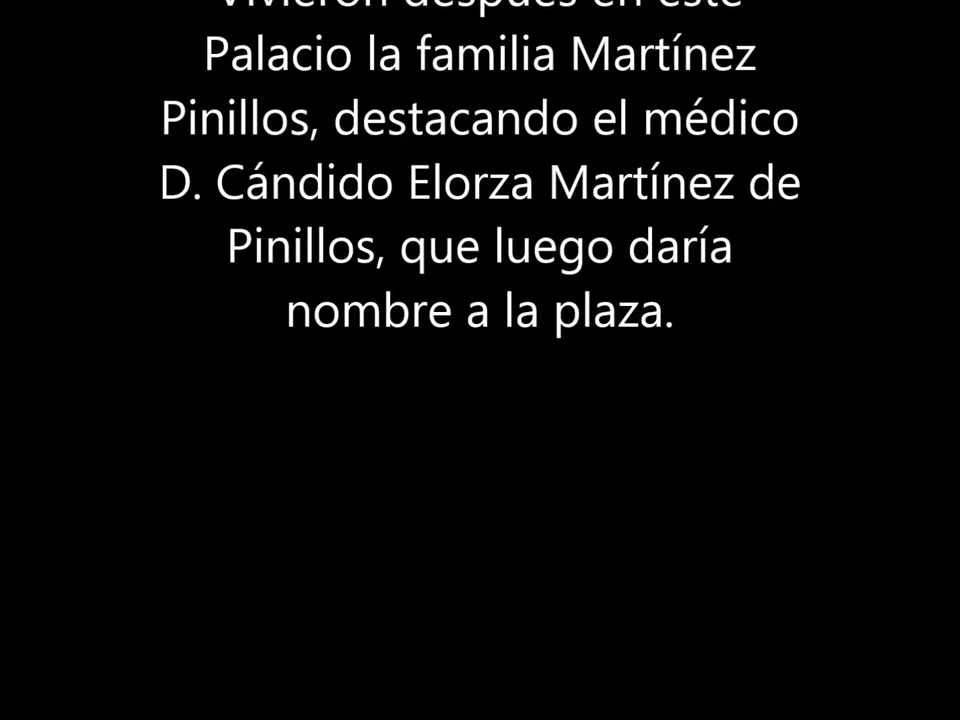 Vivieron después en este
Palacio la familia Martínez
Pinillos, destacando el médico
D. Cándido Elorza Martínez de
Pinillos, que luego daría
nombre a la plaza.